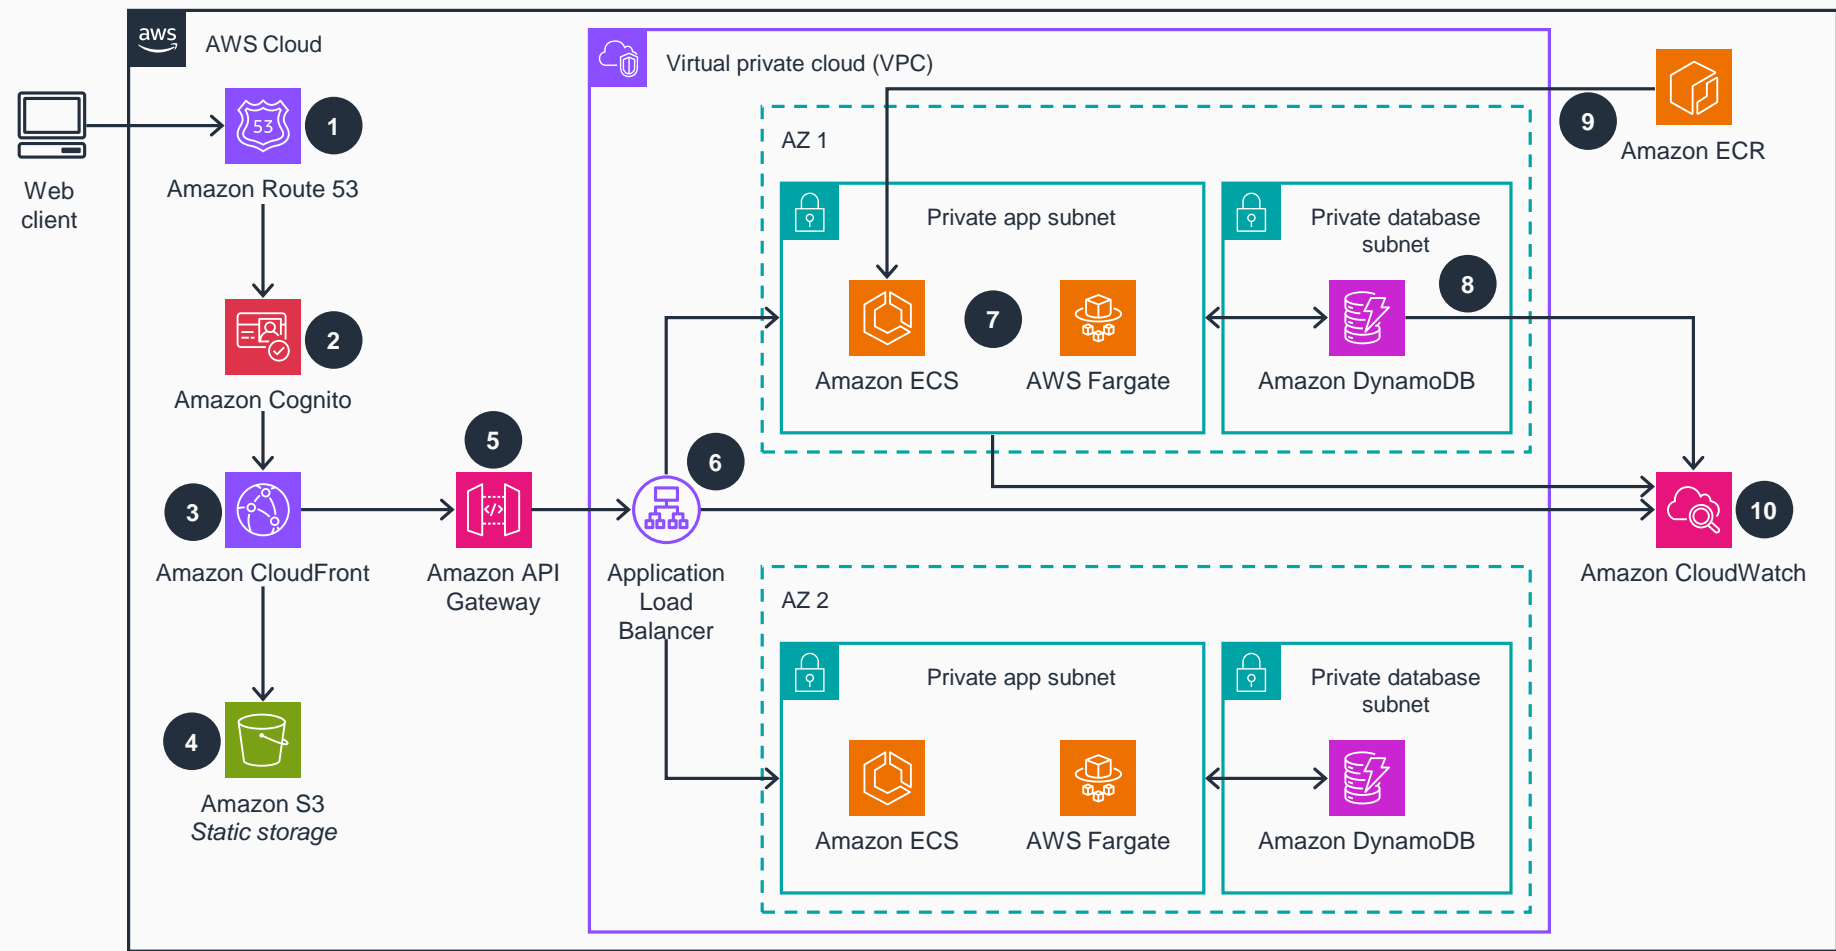 aws
AWS Cloud
Virtual private cloud (VPC)
Web
client
53
1
Amazon Route 53
2
Amazon Cognito
3
Amazon CloudFront
4
Amazon S3
Static storage
5
</>
Amazon API
Gateway
6
Application
Load
Balancer
AZ 1
Private app subnet
Private database
subnet
7
8
Amazon ECS
AWS Fargate
Amazon DynamoDB
9
Amazon ECR
10
Amazon CloudWatch
AZ 2
Private app subnet
Private database
subnet
Amazon ECS
AWS Fargate
Amazon DynamoDB